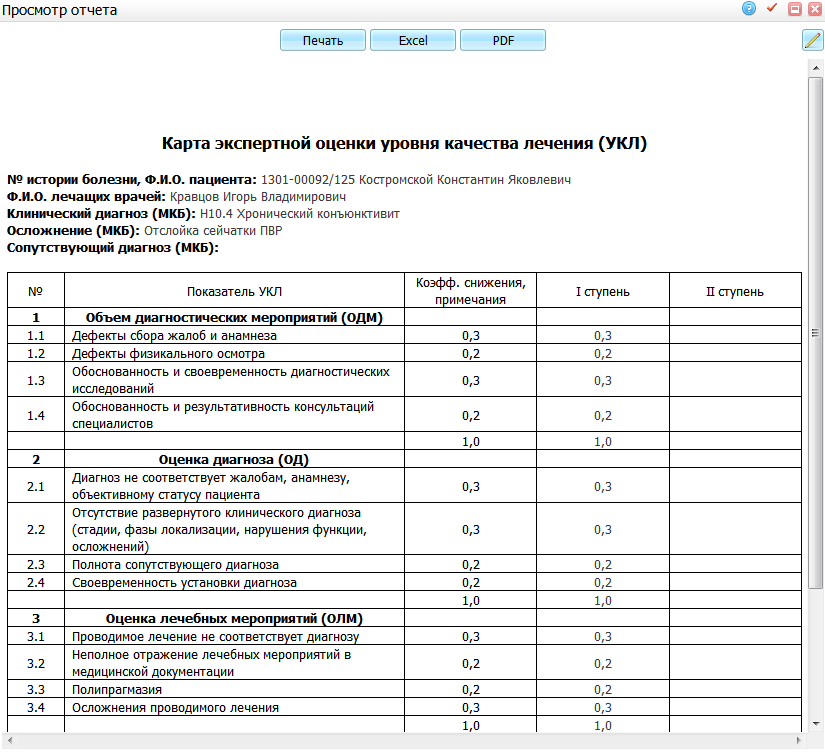 Просмотр отчета
Печать Excel PDF
Карта экспертной оценки уровня качества лечения (УКЛ)
№ истории болезни, Ф.И.О. пациента: 1301-00092/125 Костромской Константин Яковлевич
Ф.И.О. лечащих врачей: Кравцов Игорь Владимирович
Клинический диагноз (МКБ): H10.4 Хронический конъюнктивит
Осложнение (МКБ): Отслойка сейчатки ПВР
Сопутствующий диагноз (МКБ):
№ Показатель УКЛ Коэфф. снижения, I ступень II ступень
примечания
1 Объем диагностических мероприятий (ОДМ)
1.1 Дефекты сбора жалоб и анамнеза 0,3 0,3
1.2 Дефекты физикального осмотра 0,2 0,2
1.3 Обоснованность и своевременность диагностических 0,3 0,3
исследований
1.4 Обоснованность и результативность консультаций 0,2 0,2
специалистов
1,0 1,0
2 Оценка диагноза (ОД)
2.1 Диагноз не соответствует жалобам, анамнезу, 0,3 0,3
объективному статусу пациента
2.2 Отсутствие развернутого клинического диагноза 0,3 0,3
(стадии, фазы локализации, нарушения функции,
осложнений)
2.3 Полнота сопутствующего диагноза 0,2 0,2
2.4 Своевременность установки диагноза 0,2 0,2
1,0 1,0
3 Оценка лечебных мероприятий (ОЛМ)
3.1 Проводимое лечение не соответствует диагнозу 0,3 0,3
3.2 Неполное отражение лечебных мероприятий в 0,2 0,2
медицинской документации
3.3 Полипрагмазия 0,2 0,2
3.4 Осложнения проводимого лечения 0,3 0,3
1,0 1,0